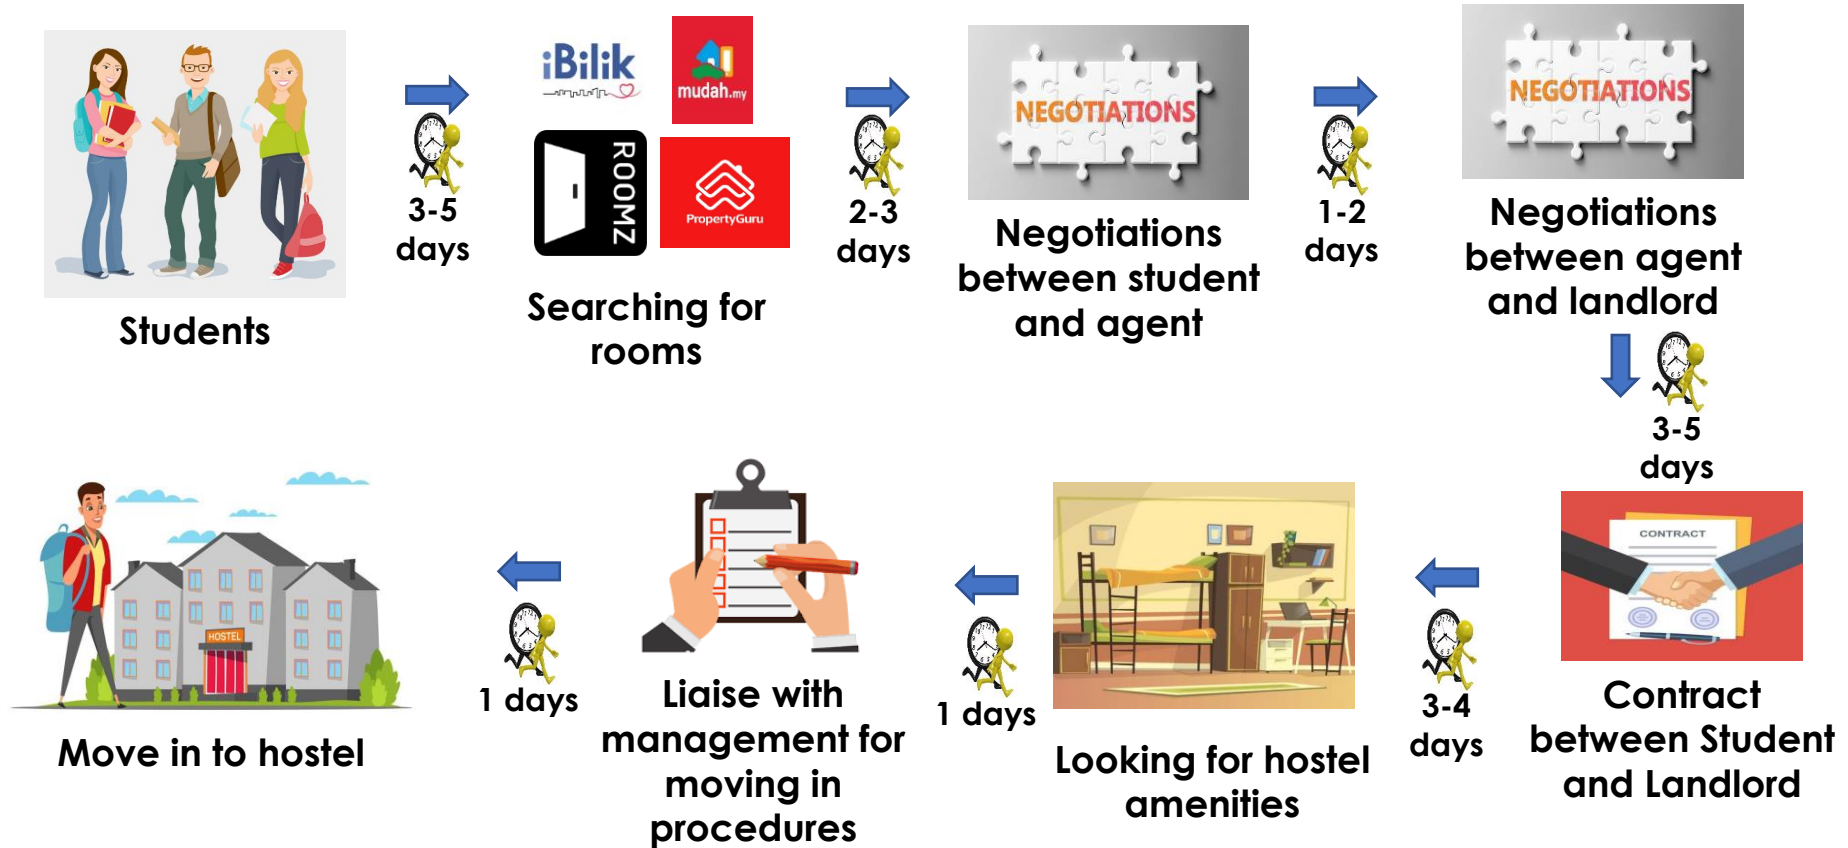 Students
3-5
days
iBilik
mudah.my
ROOMZ
PropertyGuru
Searching for
rooms
2-3
days
NEGOTIATIONS
Negotiations
between student
and agent
1-2
days
NEGOTIATIONS
Negotiations
between agent
and landlord
3-5
days
CONTRACT
Contract
between Student
and Landlord
3-4
days
Looking for hostel
amenities
1 days
Liaise with
management for
moving in
procedures
1 days
HOSTEL
Move in to hostel